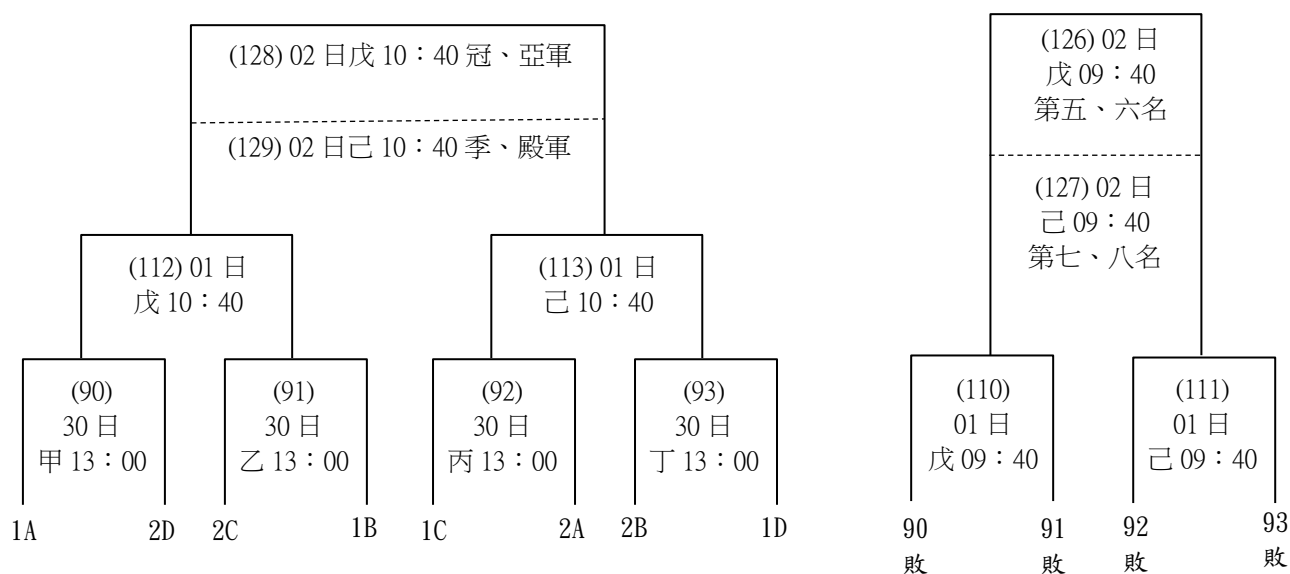 (128) 02 日戊 10：40 冠、亞軍
(129) 02 日己 10：40 季、殿軍
(112) 01 日
戊 10：40
(113) 01 日
己 10：40
(90)
30 日
甲 13：00
(91)
30 日
乙 13：00
(92)
30 日
丙 13：00
(93)
30 日
丁 13：00
1A
2D
2C
1B
1C
2A
2B
1D
(126) 02 日
戊 09：40
第五、六名
(127) 02 日
己 09：40
第七、八名
(110)
01 日
戊 09：40
(111)
01 日
己 09：40
90
敗
91
敗
92
敗
93
敗